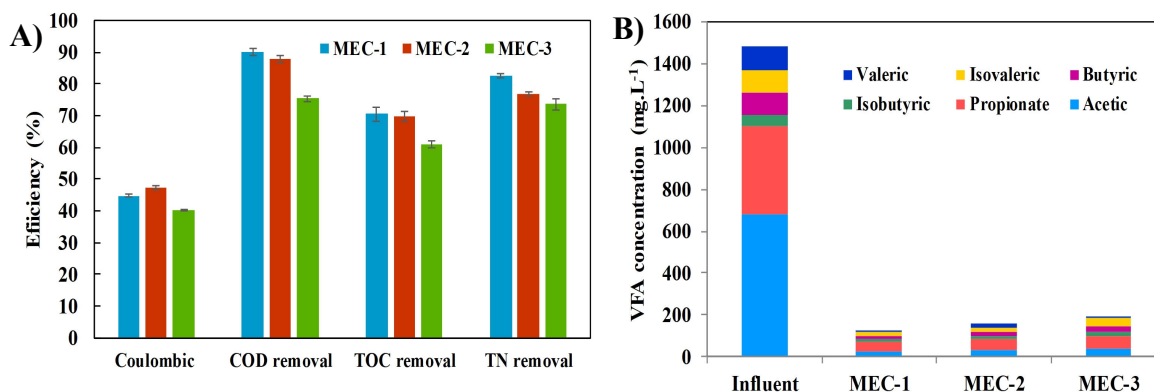 A)
MEC-1 MEC-2 MEC-3
Efiiciency (%)
100
90
80
70
60
50
40
30
20
10
0
Coulombic COD removal TOC removal TN removal
B)
Valeric Isovaleric Butyric
Isobutyric Propionate Acetic
VFA concentration (mg.L⁻¹)
1600
1400
1200
1000
800
600
400
200
0
Influent MEC-1 MEC-2 MEC-3